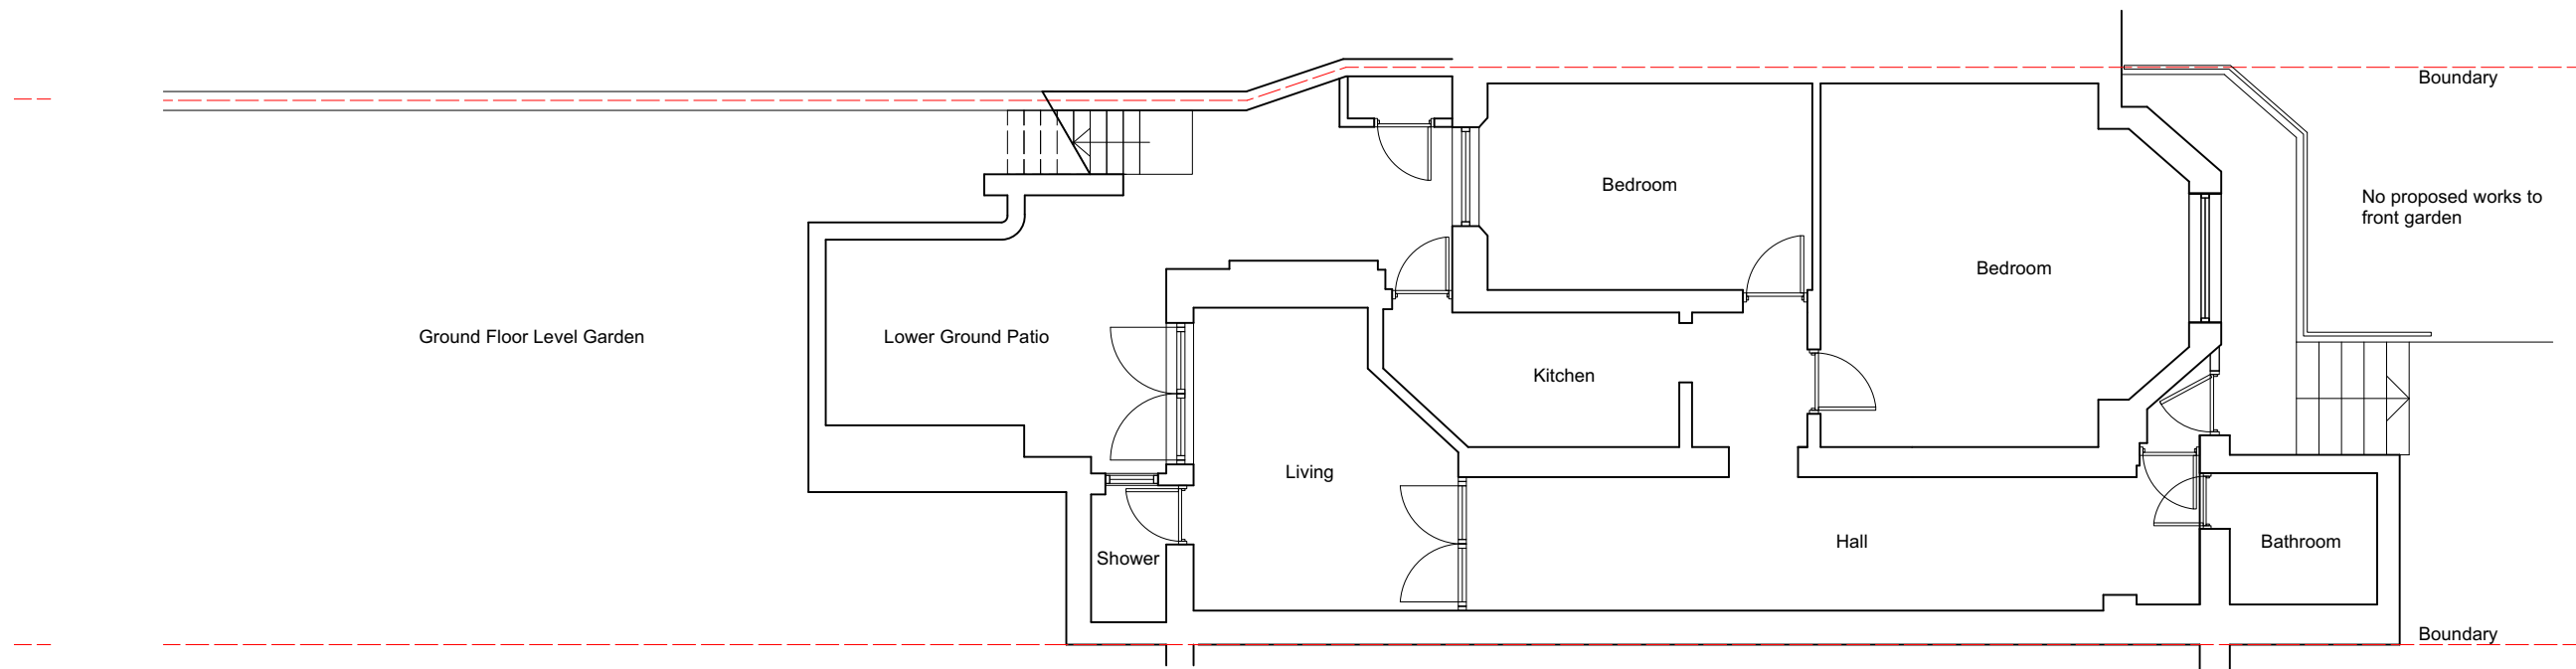 Boundary
Bedroom
No proposed works to
front garden
Bedroom
Ground Floor Level Garden
Lower Ground Patio
Kitchen
Living
Hall
Bathroom
Shower
Boundary